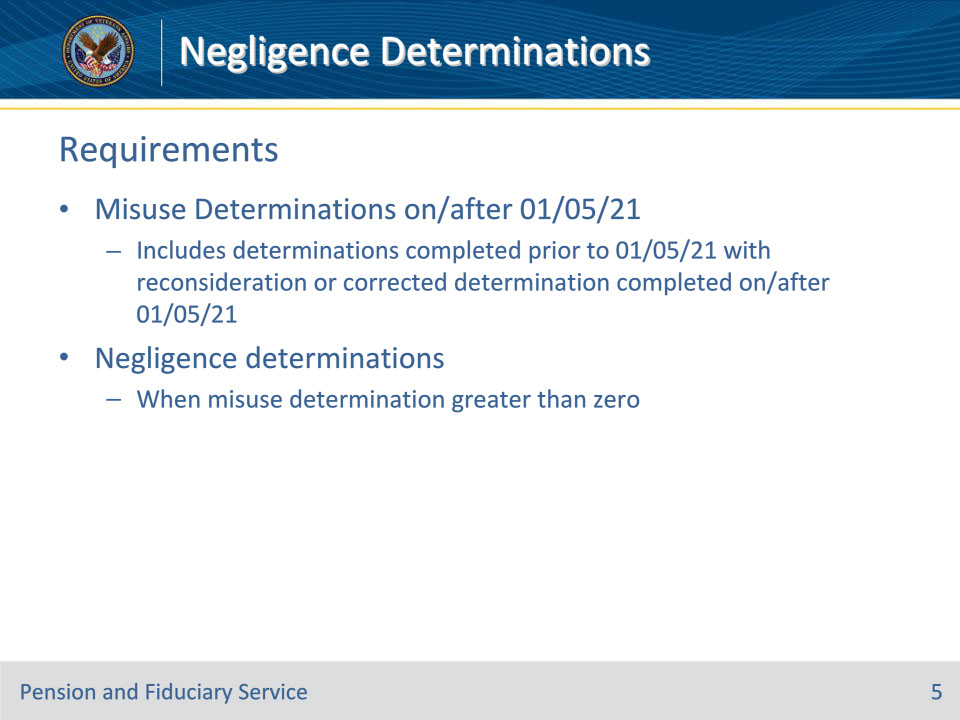 Negligence Determinations
Requirements
• Misuse Determinations on/after 01/05/21
– Includes determinations completed prior to 01/05/21 with
reconsideration or corrected determination completed on/after
01/05/21
• Negligence determinations
– When misuse determination greater than zero
Pension and Fiduciary Service
5